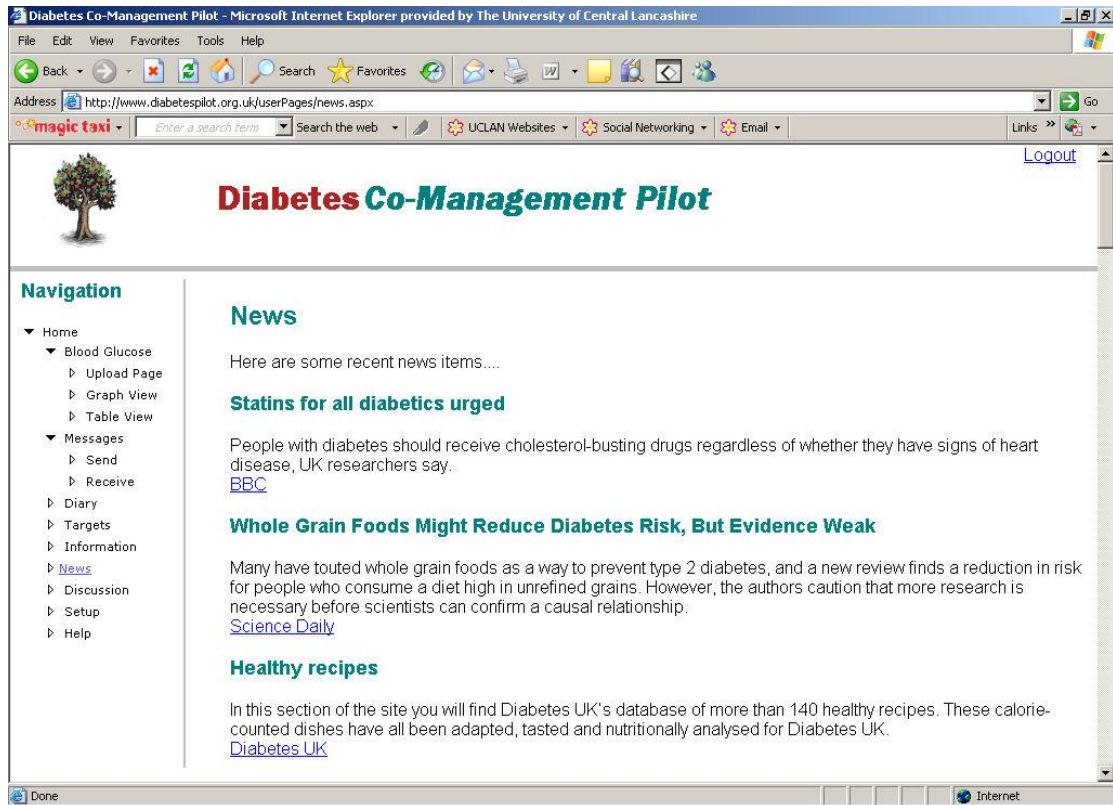 Diabetes Co-Management Pilot - Microsoft Internet Explorer provided by The University of Central Lancashire
File Edit View Favorites Tools Help
Back Search Favorites
Address http://www.diabetespilot.org.uk/userPages/news.aspx Go
magic taxi Enter a search term Search the web UCLAN Websites Social Networking Email Links
Logout
Diabetes Co-Management Pilot
Navigation
Home
Blood Glucose
Upload Page
Graph View
Table View
Messages
Send
Receive
Diary
Targets
Information
News
Discussion
Setup
Help
News
Here are some recent news items....
Statins for all diabetics urged
People with diabetes should receive cholesterol-busting drugs regardless of whether they have signs of heart
disease, UK researchers say.
BBC
Whole Grain Foods Might Reduce Diabetes Risk, But Evidence Weak
Many have touted whole grain foods as a way to prevent type 2 diabetes, and a new review finds a reduction in risk
for people who consume a diet high in unrefined grains. However, the authors caution that more research is
necessary before scientists can confirm a causal relationship.
Science Daily
Healthy recipes
In this section of the site you will find Diabetes UK's database of more than 140 healthy recipes. These calorie-
counted dishes have all been adapted, tasted and nutritionally analysed for Diabetes UK.
Diabetes UK
Done Internet